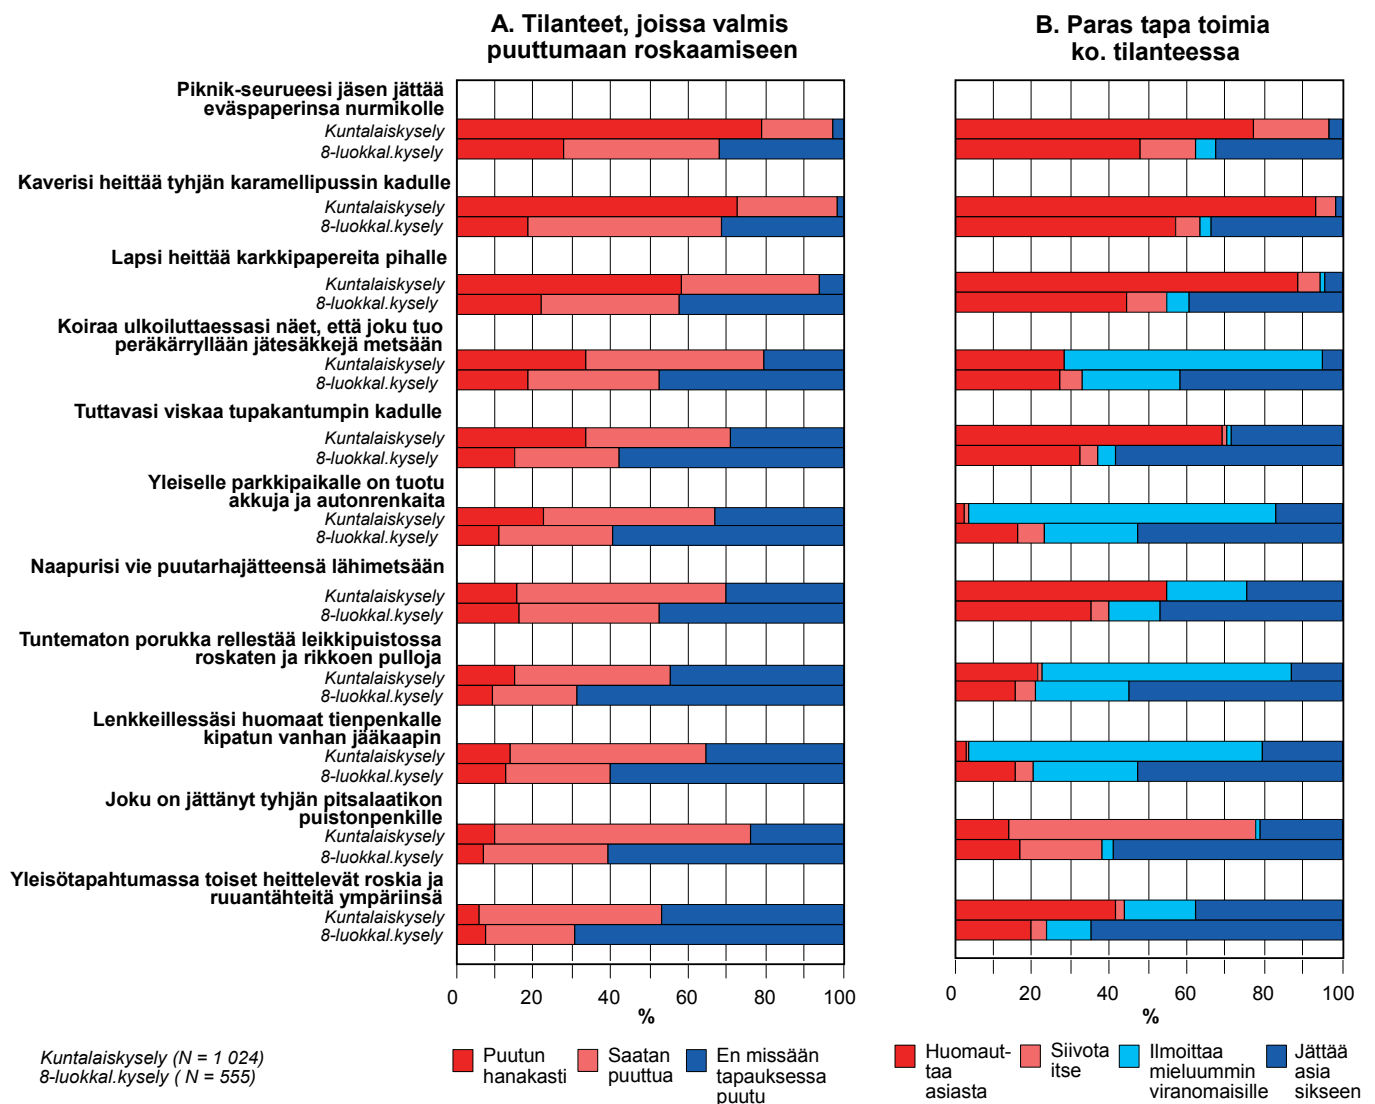 A. Tilanteet, joissa valmis
puuttumaan roskaamiseen
B. Paras tapa toimia
ko. tilanteessa
Piknik-seurueesi jäsen jättää
eväspaperinsa nurmikolle
Kuntalaiskysely
8-luokkal.kysely
Kaverisi heittää tyhjän karamellipussin kadulle
Kuntalaiskysely
8-luokkal.kysely
Lapsi heittää karkkipapereita pihalle
Kuntalaiskysely
8-luokkal.kysely
Koiraa ulkoiluttaessasi näet, että joku tuo
peräkärryllään jätesäkkejä metsään
Kuntalaiskysely
8-luokkal.kysely
Tuttavasi viskaa tupakantumpin kadulle
Kuntalaiskysely
8-luokkal.kysely
Yleiselle parkkipaikalle on tuotu
akkuja ja autonrenkaita
Kuntalaiskysely
8-luokkal.kysely
Naapurisi vie puutarhajätteensä lähimetsään
Kuntalaiskysely
8-luokkal.kysely
Tuntematon porukka rellestää leikkipuistossa
roskaten ja rikkoen pulloja
Kuntalaiskysely
8-luokkal.kysely
Lenkkeillessäsi huomaat tienpenkalle
kipatun vanhan jääkaapin
Kuntalaiskysely
8-luokkal.kysely
Joku on jättänyt tyhjän pitsalaatikon
puistonpenkille
Kuntalaiskysely
8-luokkal.kysely
Yleisötapahtumassa toiset heittelevät roskia ja
ruuantähteitä ympäriinsä
Kuntalaiskysely
8-luokkal.kysely
0 20 40 60 80 100
%
0 20 40 60 80 100
%
Kuntalaiskysely (N = 1 024)
8-luokkal.kysely ( N = 555)
Puutun
hanakasti
Saatan
puuttua
En missään
tapauksessa
puutu
Huomaut-
taa
asiasta
Siivota
itse
Ilmoittaa
mieluummin
viranomaisille
Jättää
asia
sikseen